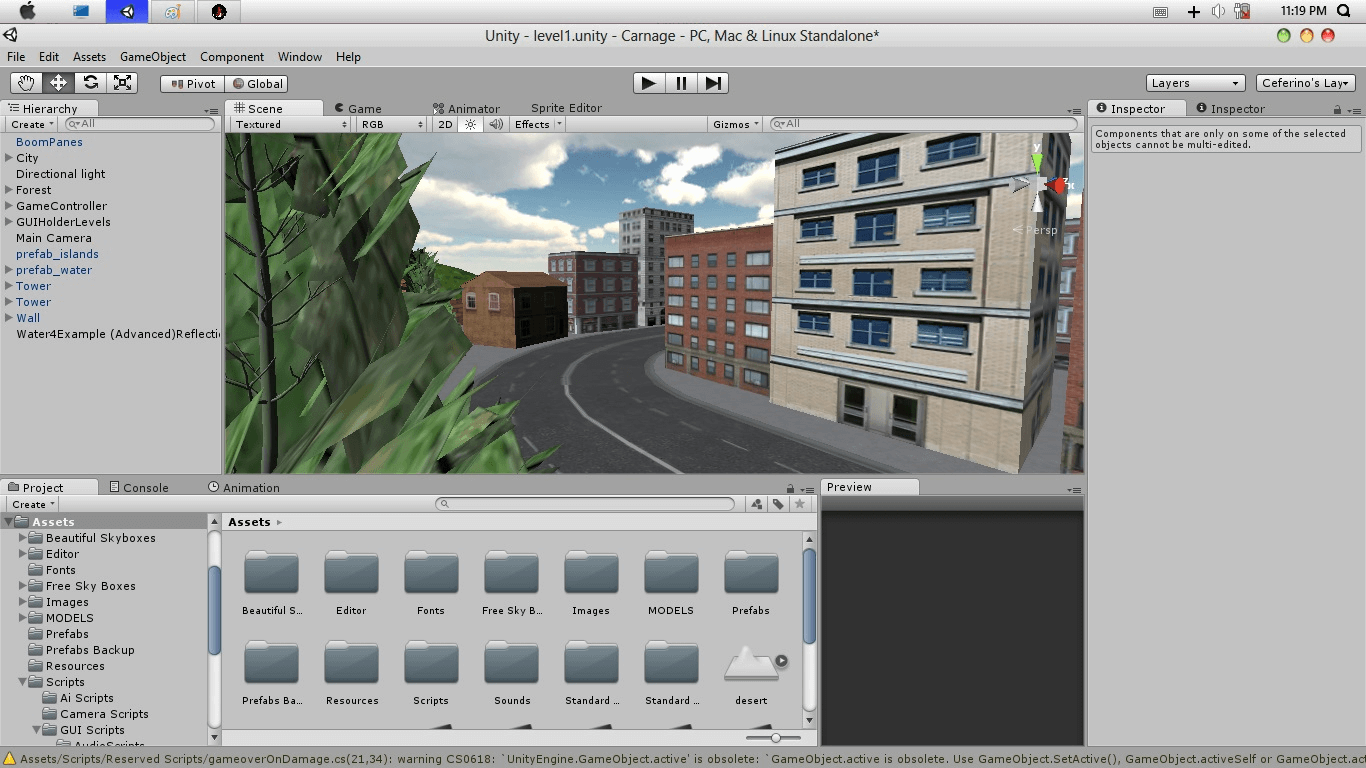 11:19 PM
Unity - level1.unity - Carnage - PC, Mac & Linux Standalone*
File Edit Assets GameObject Component Window Help
Pivot Global Layers Ceferino's Lay
Hierarchy
Create All
BoomPanes
City
Directional light
Forest
GameController
GUIHolderLevels
Main Camera
prefab_islands
prefab_water
Tower
Tower
Wall
Water4Example (Advanced)Reflecti
Scene Game Animator Sprite Editor
Textured RGB 2D Effects Gizmos All
y
x
Persp
Inspector Inspector
Components that are only on some of the selected
objects cannot be multi-edited.
Project Console Animation
Create
Assets
Beautiful Skyboxes
Editor
Fonts
Free Sky Boxes
Images
MODELS
Prefabs
Prefabs Backup
Resources
Scripts
Ai Scripts
Camera Scripts
GUI Scripts
AudioScripts
Assets
Beautiful S... Editor Fonts Free Sky B... Images MODELS Prefabs
Prefabs Ba... Resources Scripts Sounds Standard ... Standard ... desert
Preview
Assets/Scripts/Reserved Scripts/gameoverOnDamage.cs(21,34): warning CS0618: `UnityEngine.GameObject.active' is obsolete: `GameObject.active is obsolete. Use GameObject.SetActive(), GameObject.activeSelf or GameObject.ac